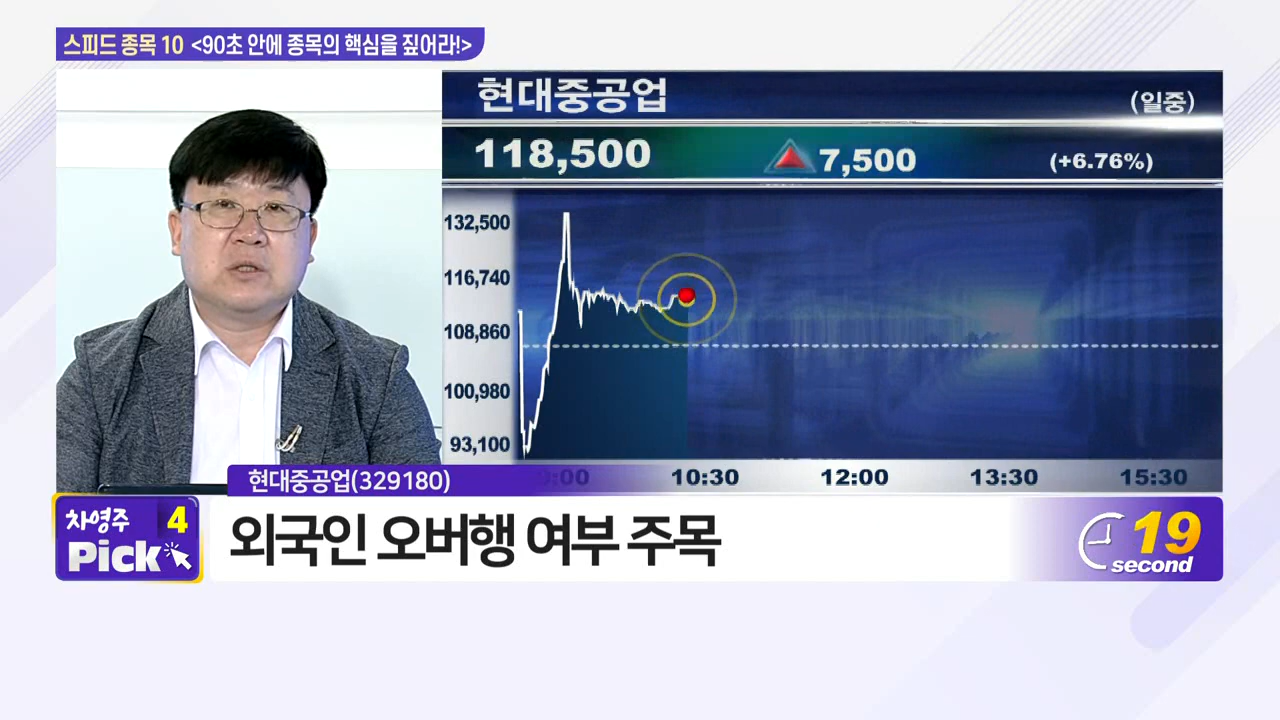 스피드 종목 10 <90초 안에 종목의 핵심을 짚어라!>
현대중공업
(일중)
118,500 ▲ 7,500 (+6.76%)
132,500
116,740
108,860
100,980
93,100
9:00 10:30 12:00 13:30 15:30
현대중공업(329180)
차영주 4
Pick
외국인 오버행 여부 주목
19
second